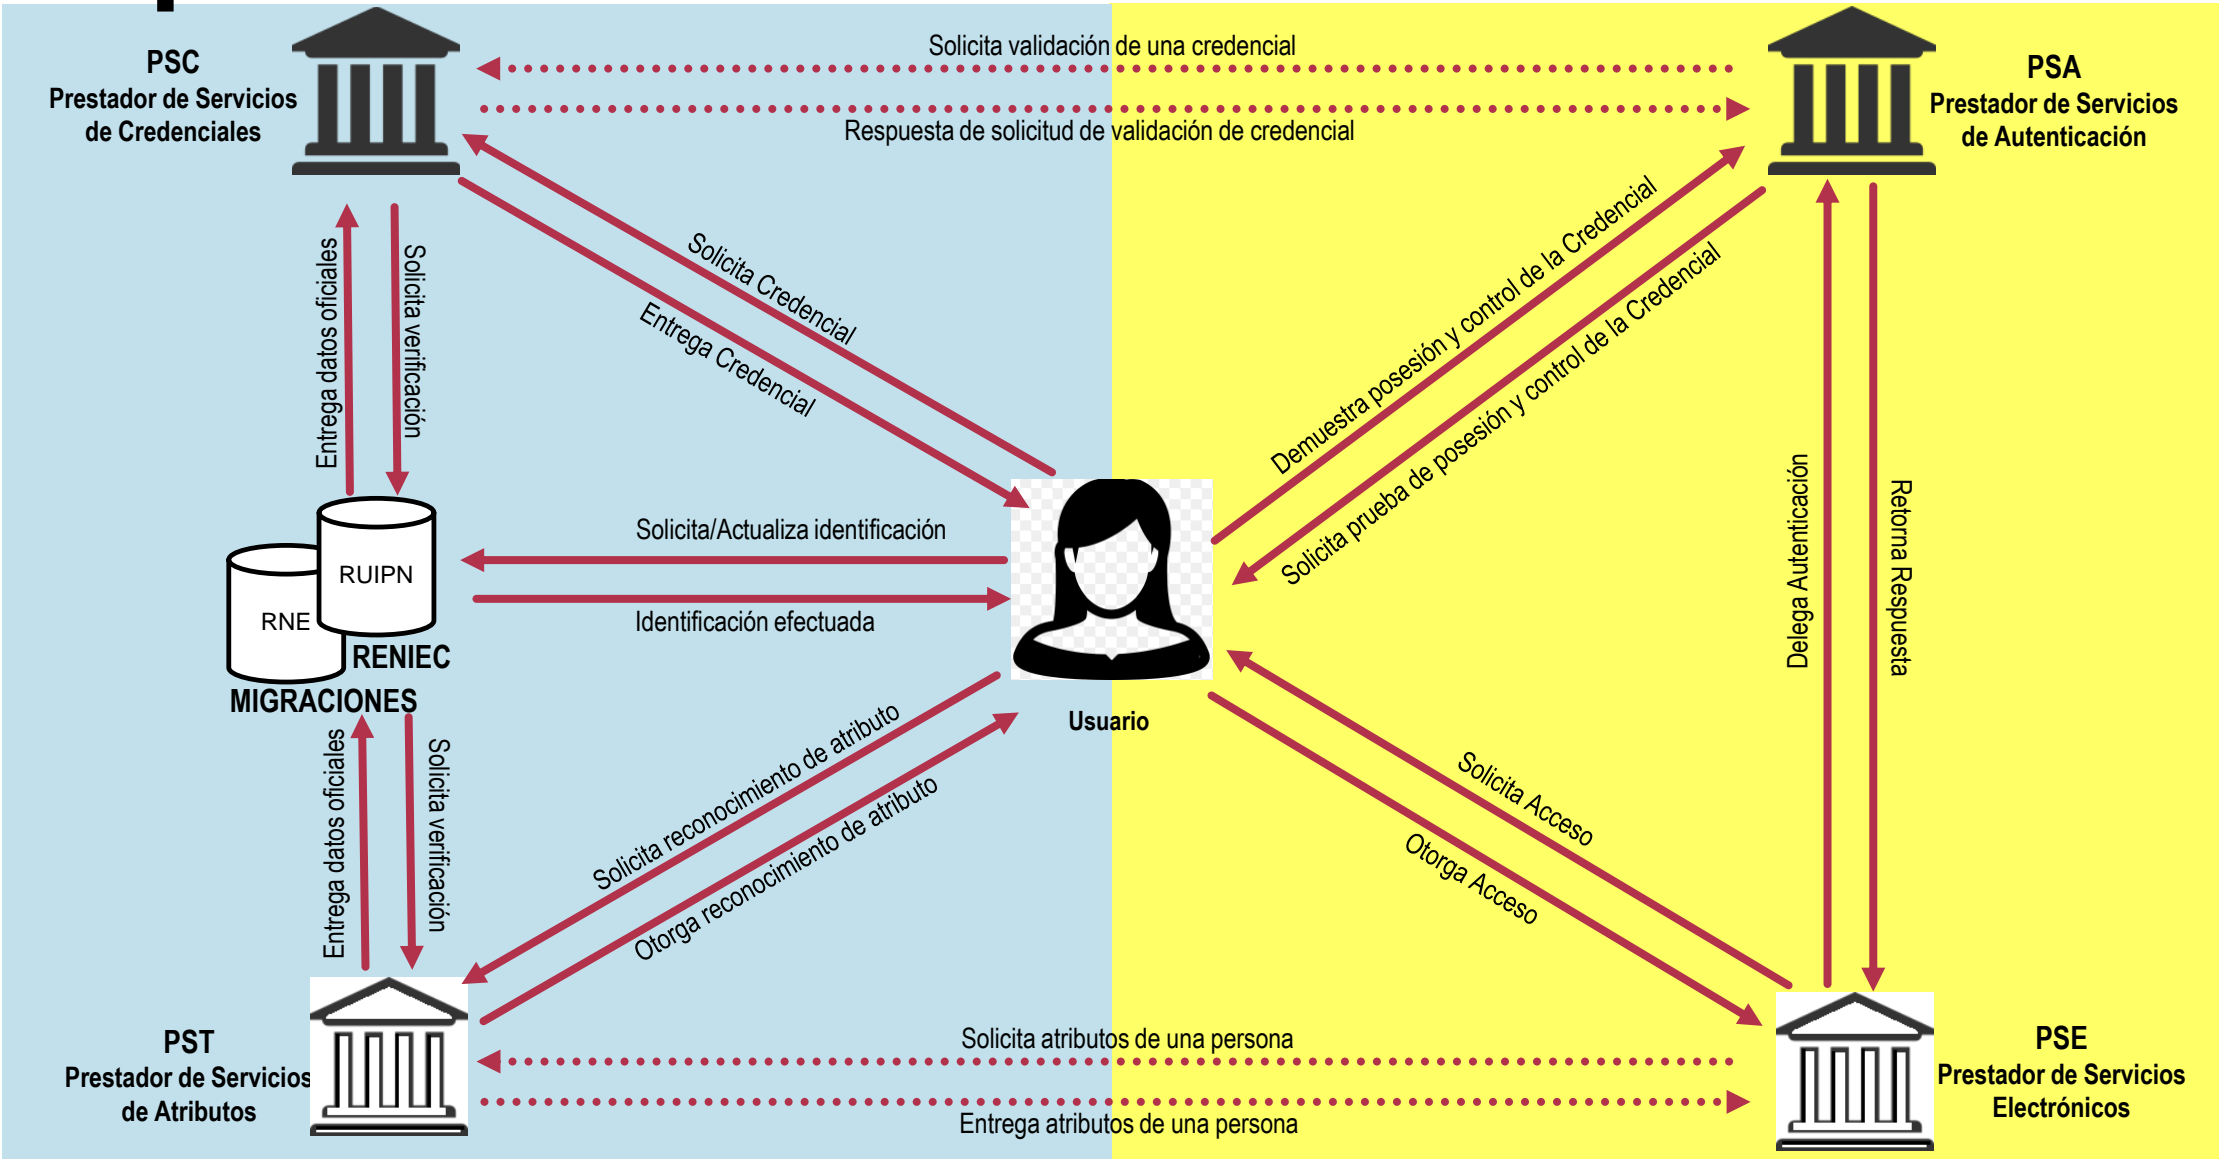 PSC
Prestador de Servicios
de Credenciales
Solicita validación de una credencial
Respuesta de solicitud de validación de credencial
PSA
Prestador de Servicios
de Autenticación
Solicita Credencial
Entrega Credencial
Demuestra posesión y control de la Credencial
Solicita prueba de posesión y control de la Credencial
Entrega datos oficiales
Solicita verificación
Solicita/Actualiza identificación
Identificación efectuada
RUIPN
RNE
RENIEC
MIGRACIONES
Usuario
Delega Autenticación
Retorna Respuesta
Entrega datos oficiales
Solicita verificación
Solicita reconocimiento de atributo
Otorga reconocimiento de atributo
Solicita Acceso
Otorga Acceso
PST
Prestador de Servicios
de Atributos
Solicita atributos de una persona
Entrega atributos de una persona
PSE
Prestador de Servicios
Electrónicos